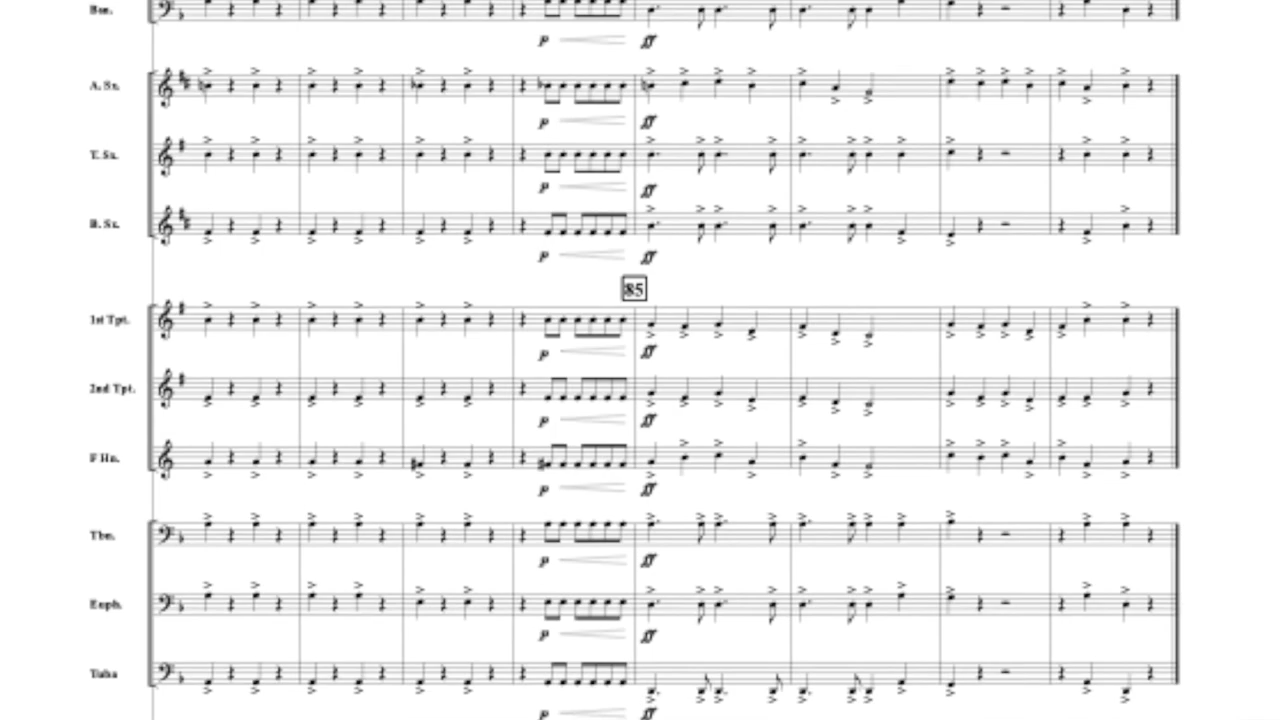 Bsn.
p ff
A. Sx.
p ff
T. Sx.
p ff
B. Sx.
p ff
85
1st Tpt.
p ff
2nd Tpt.
p ff
F Hn.
p ff
Tbn.
p ff
Euph.
p ff
Tuba
p ff